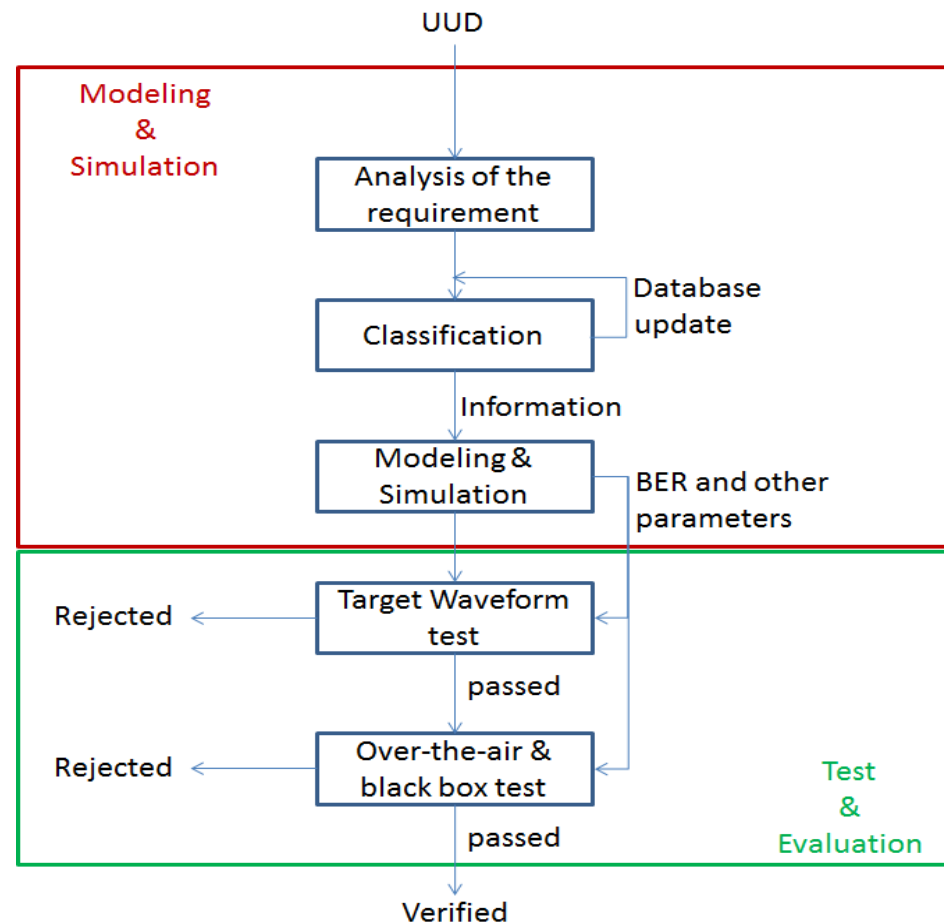 UUD
Modeling
&
Simulation
Analysis of the
requirement
Database
update
Classification
Information
Modeling &
Simulation
BER and other
parameters
Target Waveform
test
Rejected
passed
Over-the-air &
black box test
Rejected
Test
&
Evaluation
passed
Verified